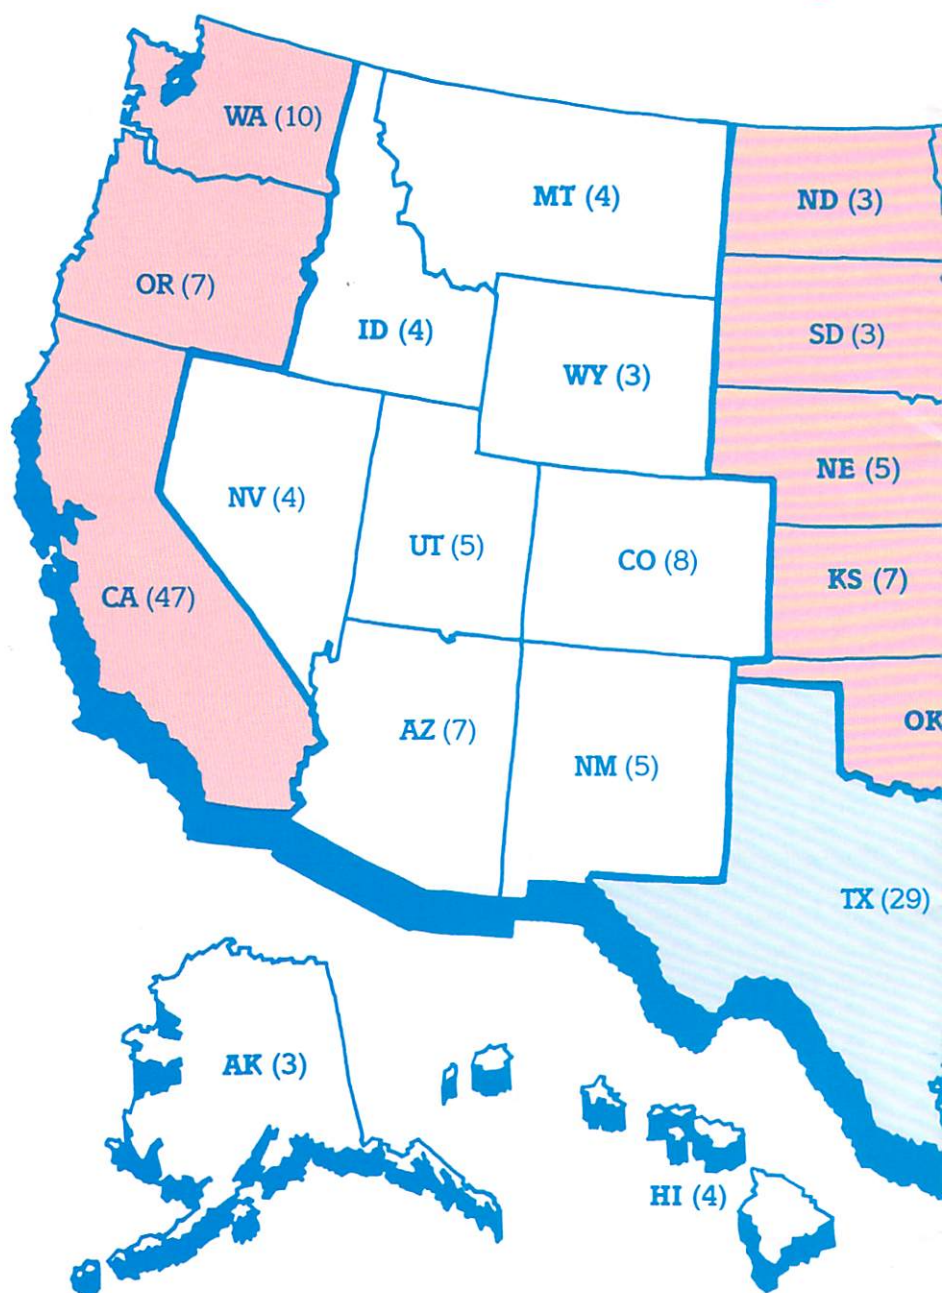 WA (10)
MT (4)
ND (3)
OR (7)
ID (4)
SD (3)
WY (3)
NE (5)
NV (4)
UT (5)
CO (8)
KS (7)
CA (47)
AZ (7)
NM (5)
OK
TX (29)
AK (3)
HI (4)